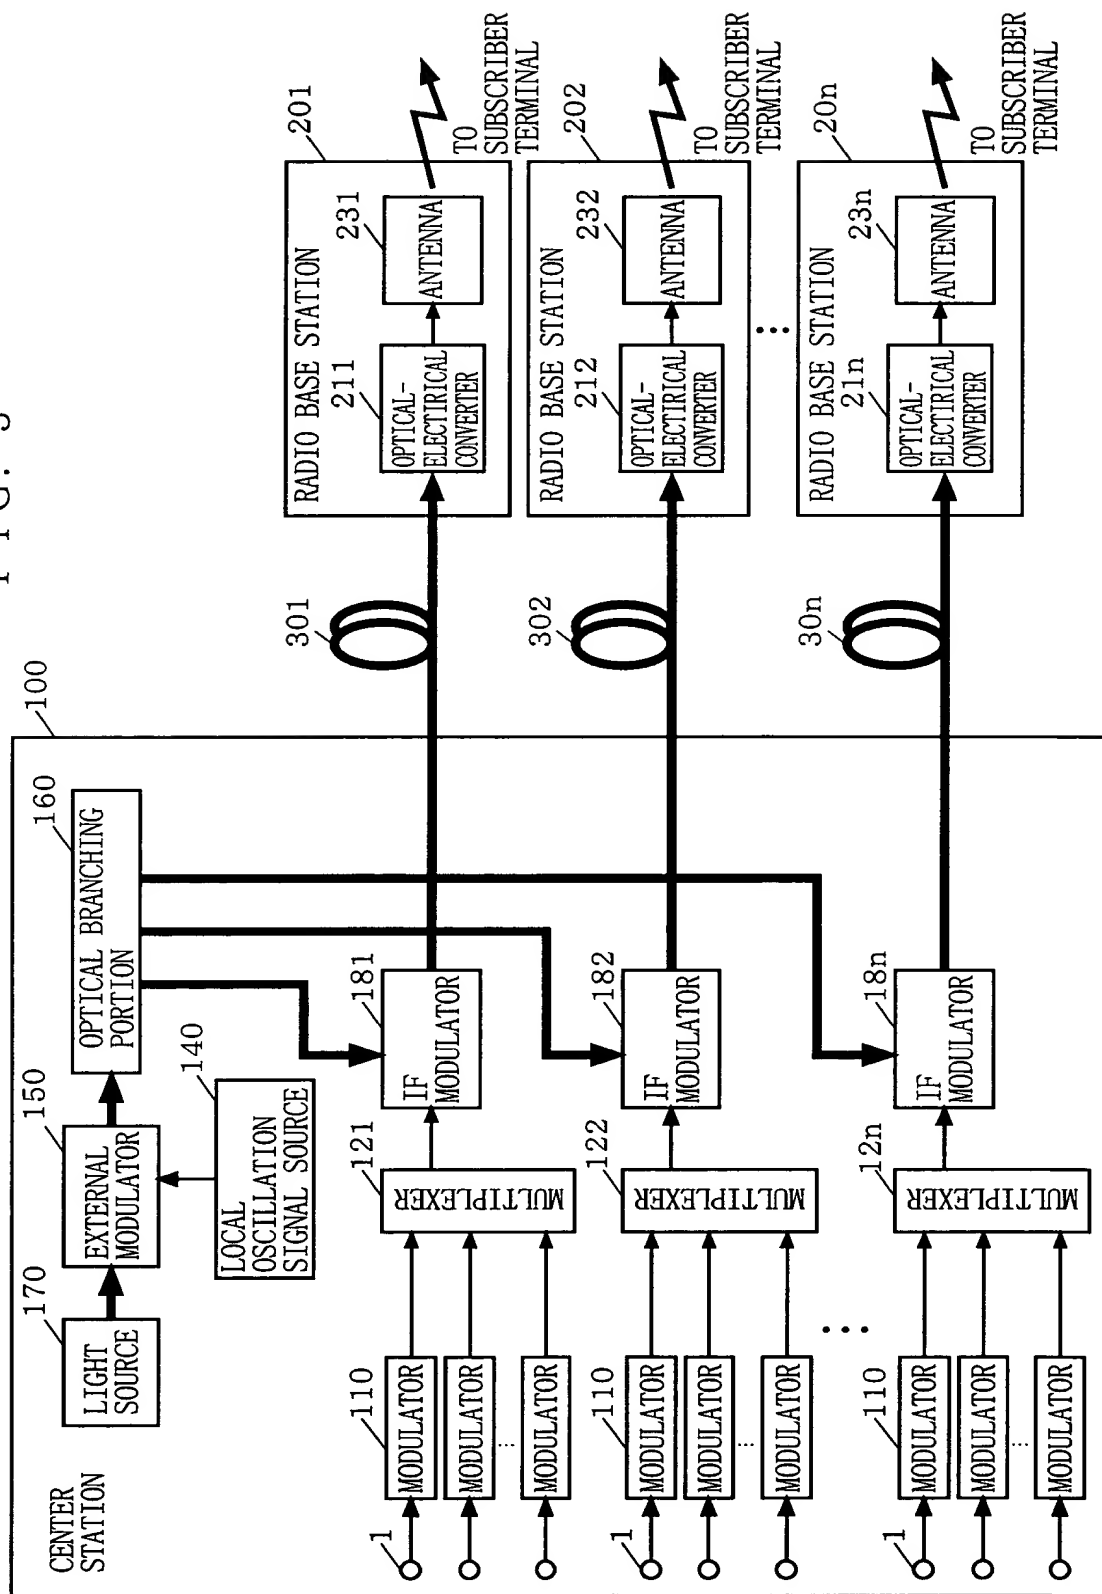 F I G.
CENTER
STATION
100
170
LIGHT
SOURCE
150
EXTERNAL
MODULATOR
160
OPTICAL BRANCHING
PORTION
140
LOCAL
OSCILLATION
SIGNAL SOURCE
1
110
MODULATOR
MODULATOR
...
MODULATOR
121
MULTIPLEXER
181
IF
MODULATOR
301
201
RADIO BASE STATION
211
OPTICAL-
ELECTIRICAL
CONVERTER
231
ANTENNA
TO
SUBSCRIBER
TERMINAL
1
110
MODULATOR
MODULATOR
...
MODULATOR
122
MULTIPLEXER
182
IF
MODULATOR
302
202
RADIO BASE STATION
212
OPTICAL-
ELECTIRICAL
CONVERTER
232
ANTENNA
TO
SUBSCRIBER
TERMINAL
...
...
1
110
MODULATOR
MODULATOR
...
MODULATOR
12n
MULTIPLEXER
18n
IF
MODULATOR
30n
20n
RADIO BASE STATION
21n
OPTICAL-
ELECTIRICAL
CONVERTER
23n
ANTENNA
TO
SUBSCRIBER
TERMINAL